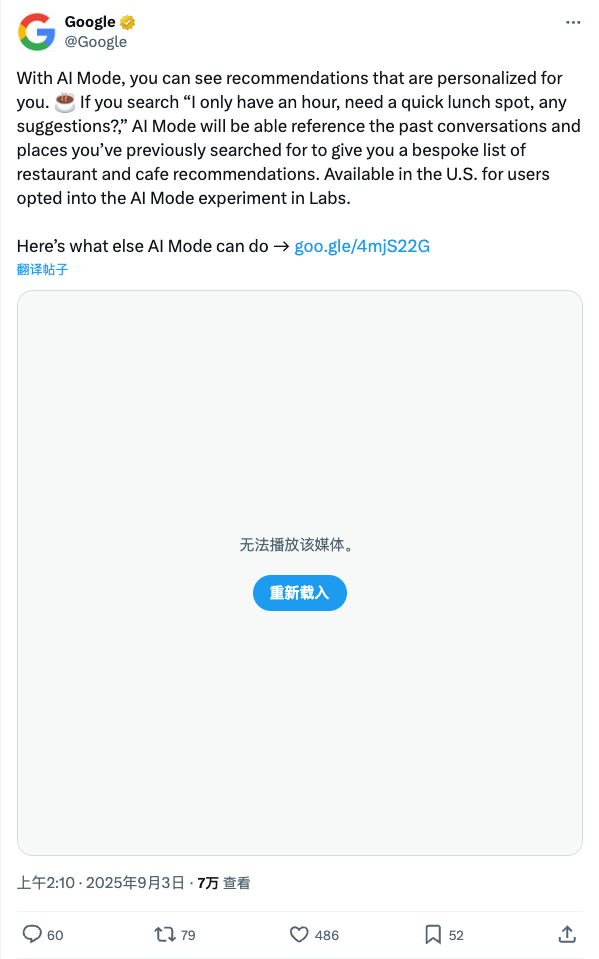 Google
@Google
With AI Mode, you can see recommendations that are personalized for
you. ☕ If you search “I only have an hour, need a quick lunch spot, any
suggestions?,” AI Mode will be able reference the past conversations and
places you’ve previously searched for to give you a bespoke list of
restaurant and cafe recommendations. Available in the U.S. for users
opted into the AI Mode experiment in Labs.
Here’s what else AI Mode can do → goo.gle/4mjS22G
翻译帖子
无法播放该媒体。
重新载入
上午2:10 · 2025年9月3日 · 7万 查看
60 79 486 52